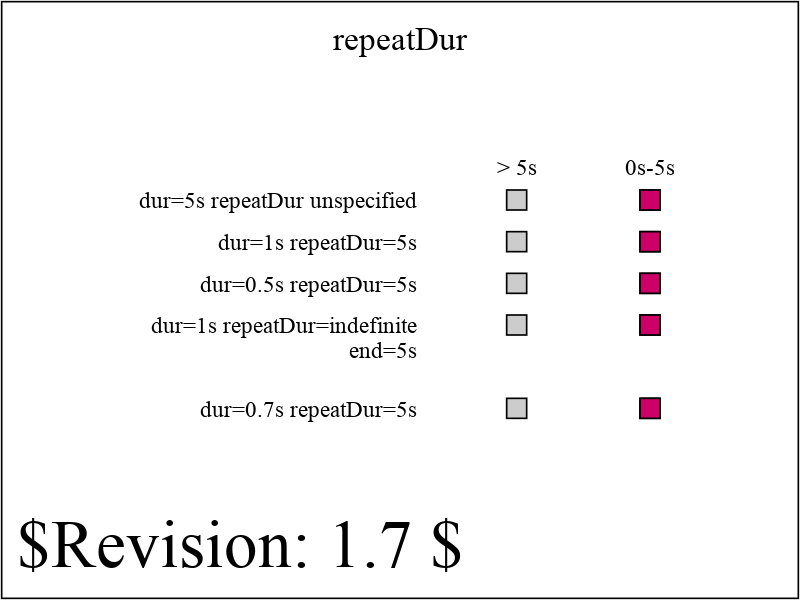 repeatDur
> 5s 0s-5s
dur=5s repeatDur unspecified
dur=1s repeatDur=5s
dur=0.5s repeatDur=5s
dur=1s repeatDur=indefinite
end=5s
dur=0.7s repeatDur=5s
$Revision: 1.7 $